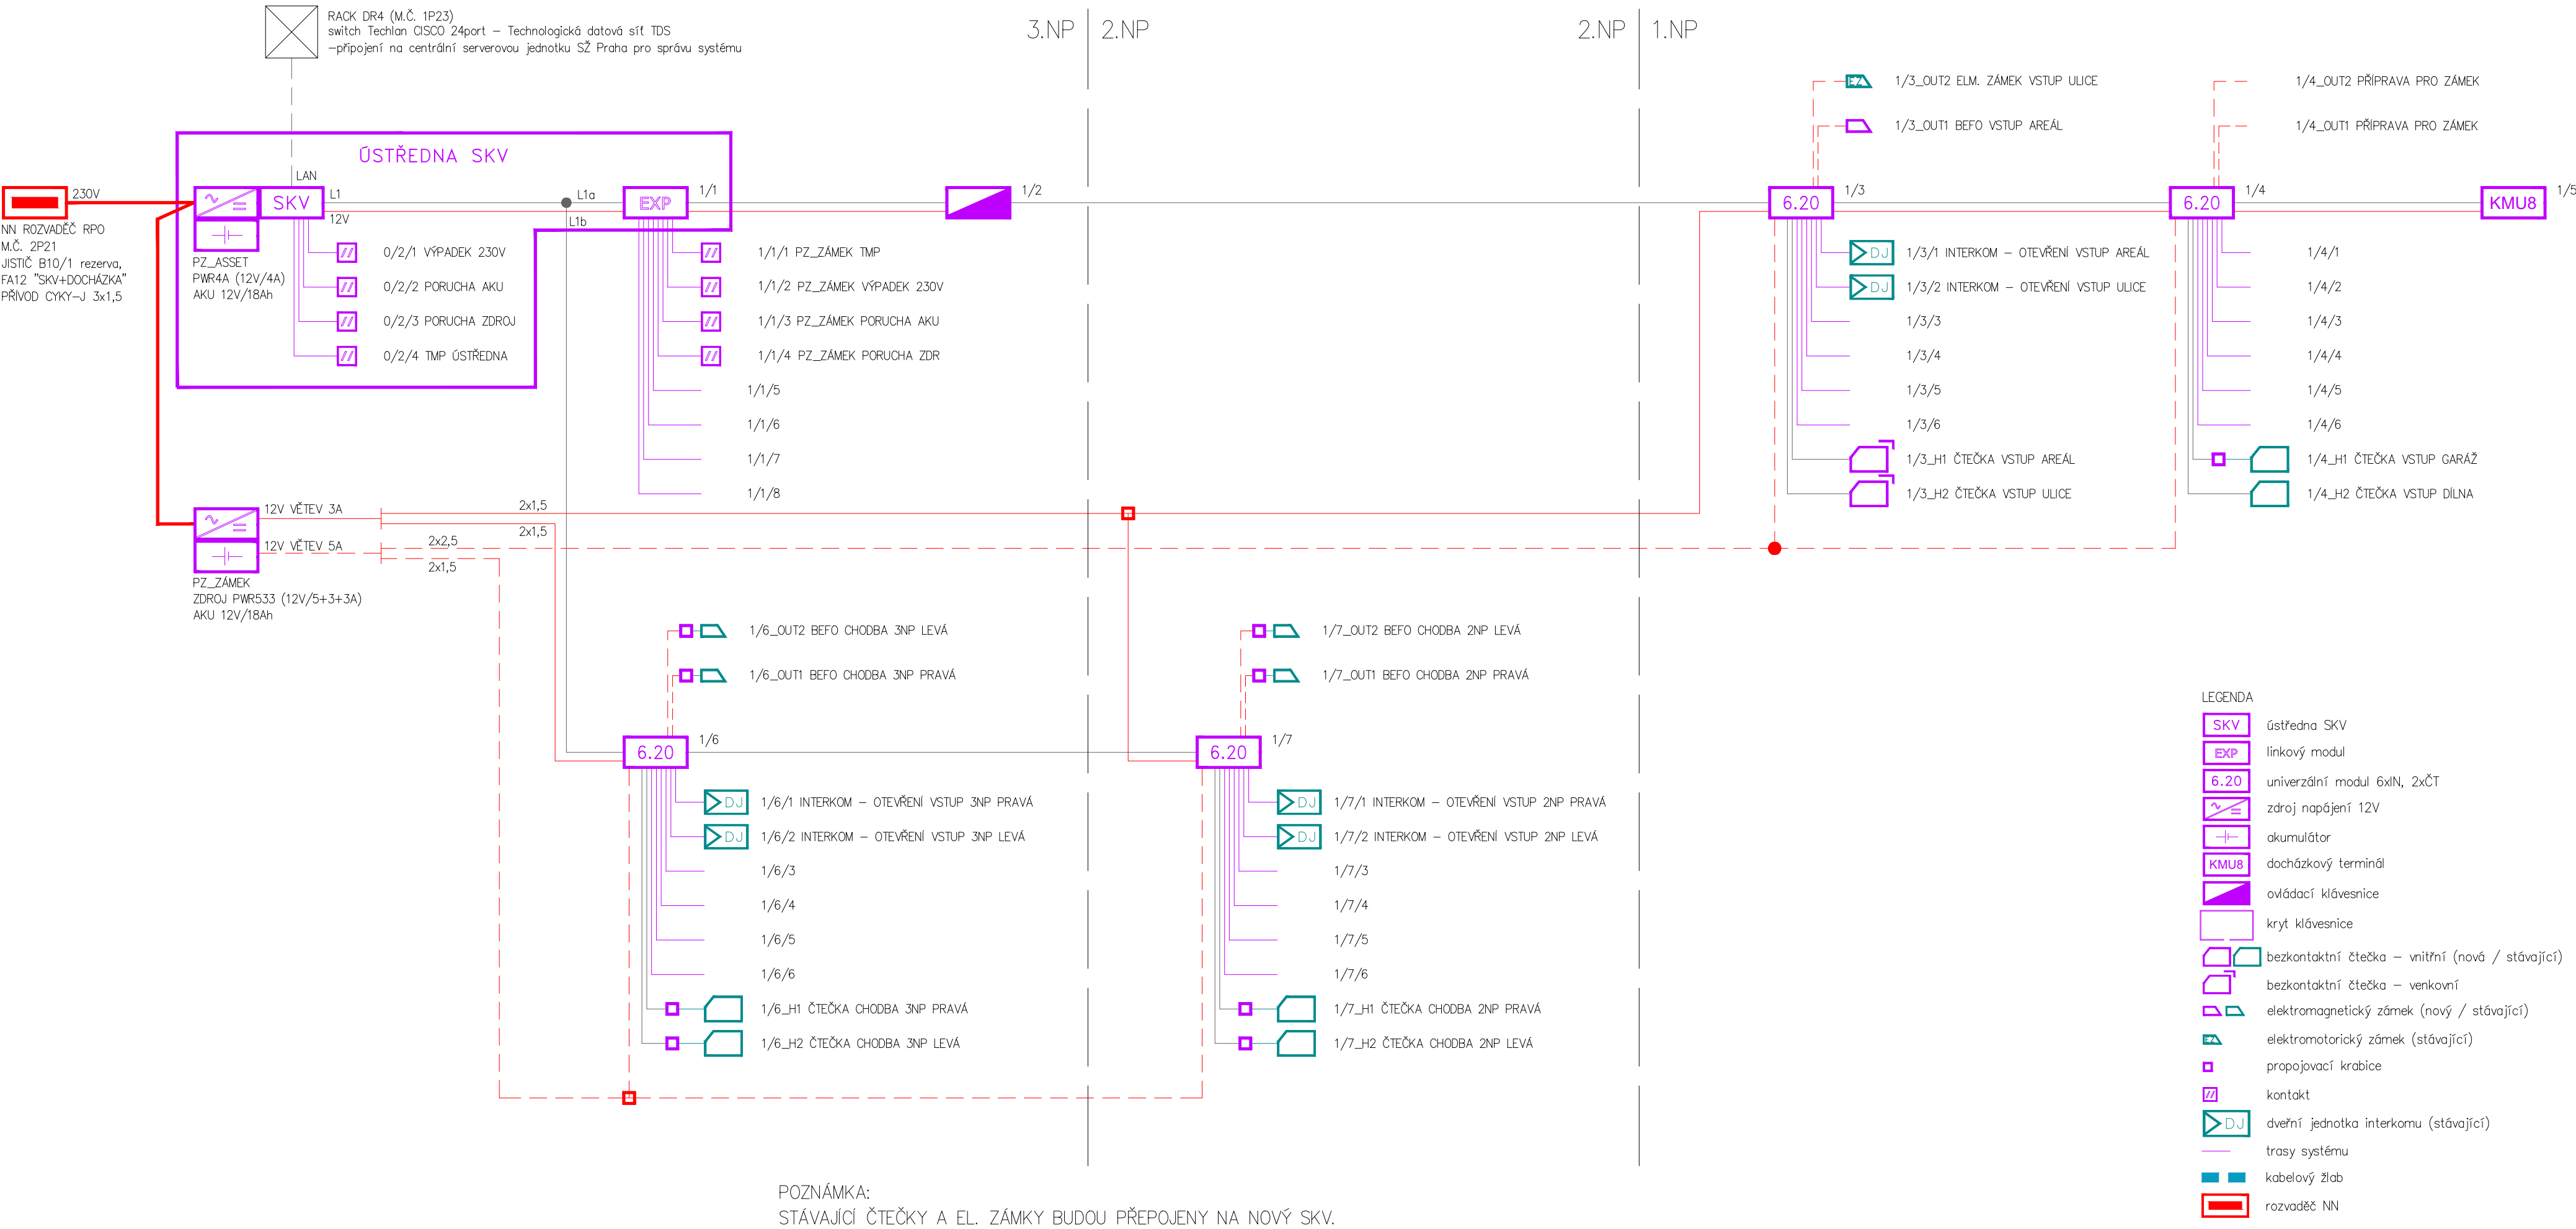 RACK DR4 (M.Č. 1P23)
switch Techlan CISCO 24port – Technologická datová síť TDS
–připojení na centrální serverovou jednotku SŽ Praha pro správu systému
3.NP
2.NP
2.NP
1.NP
ÚSTŘEDNA SKV
LAN
230V
SKV
L1
12V
L1a
L1b
EXP
1/1
1/2
NN ROZVADĚČ RPO
M.Č. 2P21
JISTIČ B10/1 rezerva,
FA12 "SKV+DOCHÁZKA"
PŘÍVOD CYKY–J 3x1,5
PZ_ASSET
PWR4A (12V/4A)
AKU 12V/18Ah
0/2/1 VÝPADEK 230V
0/2/2 PORUCHA AKU
0/2/3 PORUCHA ZDROJ
0/2/4 TMP ÚSTŘEDNA
1/1/1 PZ_ZÁMEK TMP
1/1/2 PZ_ZÁMEK VÝPADEK 230V
1/1/3 PZ_ZÁMEK PORUCHA AKU
1/1/4 PZ_ZÁMEK PORUCHA ZDR
1/1/5
1/1/6
1/1/7
1/1/8
1/3_OUT2 ELM. ZÁMEK VSTUP ULICE
EZ
1/3_OUT1 BEFO VSTUP AREÁL
6.20
1/3
DJ
1/3/1 INTERKOM – OTEVŘENÍ VSTUP AREÁL
DJ
1/3/2 INTERKOM – OTEVŘENÍ VSTUP ULICE
1/3/3
1/3/4
1/3/5
1/3/6
1/3_H1 ČTEČKA VSTUP AREÁL
1/3_H2 ČTEČKA VSTUP ULICE
1/4_OUT2 PŘÍPRAVA PRO ZÁMEK
1/4_OUT1 PŘÍPRAVA PRO ZÁMEK
6.20
1/4
1/4/1
1/4/2
1/4/3
1/4/4
1/4/5
1/4/6
1/4_H1 ČTEČKA VSTUP GARÁŽ
1/4_H2 ČTEČKA VSTUP DÍLNA
KMU8
1/5
12V VĚTEV 3A
2x1,5
2x1,5
12V VĚTEV 5A
2x2,5
2x1,5
PZ_ZÁMEK
ZDROJ PWR533 (12V/5+3+3A)
AKU 12V/18Ah
1/6_OUT2 BEFO CHODBA 3NP LEVÁ
1/6_OUT1 BEFO CHODBA 3NP PRAVÁ
6.20
1/6
DJ
1/6/1 INTERKOM – OTEVŘENÍ VSTUP 3NP PRAVÁ
DJ
1/6/2 INTERKOM – OTEVŘENÍ VSTUP 3NP LEVÁ
1/6/3
1/6/4
1/6/5
1/6/6
1/6_H1 ČTEČKA CHODBA 3NP PRAVÁ
1/6_H2 ČTEČKA CHODBA 3NP LEVÁ
1/7_OUT2 BEFO CHODBA 2NP LEVÁ
1/7_OUT1 BEFO CHODBA 2NP PRAVÁ
6.20
1/7
DJ
1/7/1 INTERKOM – OTEVŘENÍ VSTUP 2NP PRAVÁ
DJ
1/7/2 INTERKOM – OTEVŘENÍ VSTUP 2NP LEVÁ
1/7/3
1/7/4
1/7/5
1/7/6
1/7_H1 ČTEČKA CHODBA 2NP PRAVÁ
1/7_H2 ČTEČKA CHODBA 2NP LEVÁ
LEGENDA
SKV ústředna SKV
EXP linkový modul
6.20 univerzální modul 6xIN, 2xČT
zdroj napájení 12V
akumulátor
KMU8 docházkový terminál
ovládací klávesnice
kryt klávesnice
bezkontaktní čtečka – vnitřní (nová / stávající)
bezkontaktní čtečka – venkovní
elektromagnetický zámek (nový / stávající)
EZ elektromotorický zámek (stávající)
propojovací krabice
kontakt
DJ dveřní jednotka interkomu (stávající)
trasy systému
kabelový žlab
rozvaděč NN
POZNÁMKA:
STÁVAJÍCÍ ČTEČKY A EL. ZÁMKY BUDOU PŘEPOJENY NA NOVÝ SKV.